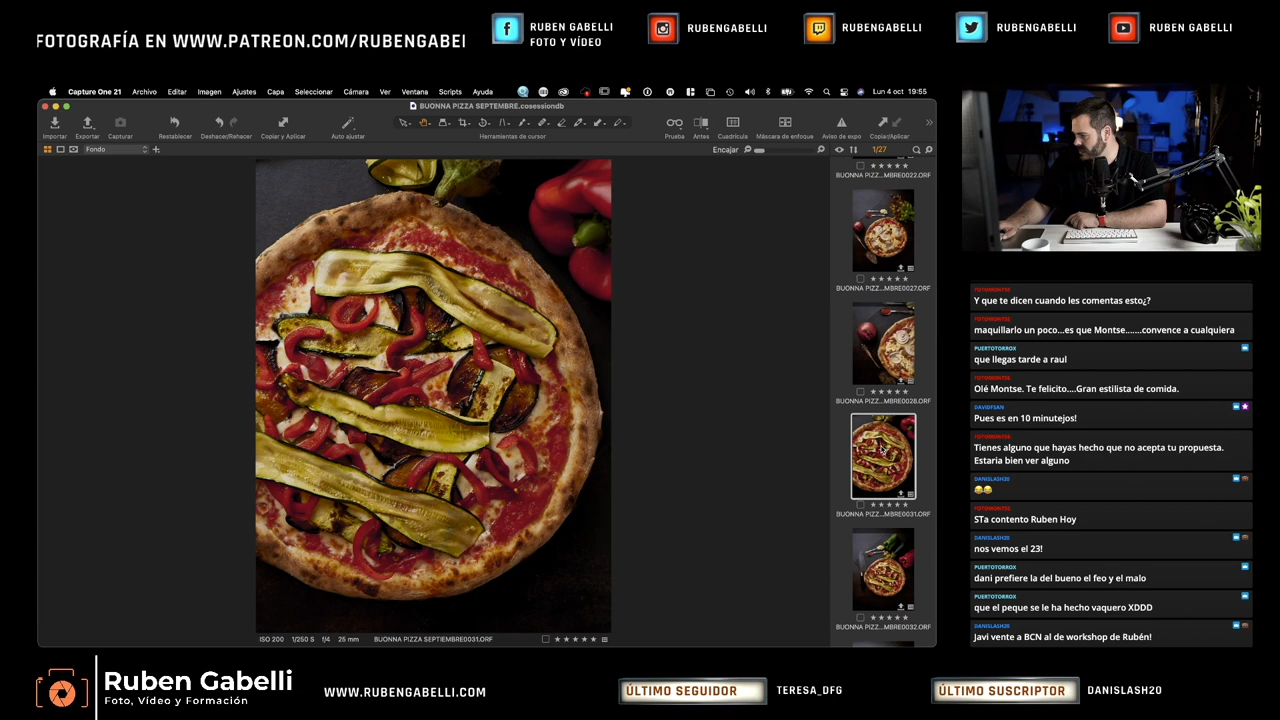 FOTOGRAFÍA EN WWW.PATREON.COM/RUBENGABEL
RUBEN GABELLI
FOTO Y VÍDEO
RUBENGABELLI
RUBENGABELLI
RUBENGABELLI
RUBEN GABELLI
Capture One 21 Archivo Editar Imagen Ajustes Capa Seleccionar Cámara Ver Ventana Scripts Ayuda Lun 4 oct 19:55
BUONNA PIZZA SEPTEMBRE.cosessiondb
Importar Exportar Capturar Restablecer Deshacer/Rehacer Copiar y Aplicar Auto ajustar Herramientas de cursor Prueba Antes Cuadrícula Máscara de enfoque Aviso de expo Copiar/Aplicar
Fondo Encajar 1/27
BUONNA PIZZ...MBRE0022.ORF
BUONNA PIZZ...MBRE0027.ORF
BUONNA PIZZ...MBRE0028.ORF
BUONNA PIZZ...MBRE0031.ORF
BUONNA PIZZ...MBRE0032.ORF
ISO 200 1/250 S f/4 25 mm BUONNA PIZZA SEPTIEMBRE0031.ORF
FOTOMONTSE
Y que te dicen cuando les comentas esto¿?
FOTOMONTSE
maquillarlo un poco...es que Montse.......convence a cualquiera
PUERTOTORROX
que llegas tarde a raul
FOTOMONTSE
Olé Montse. Te felicito....Gran estilista de comida.
DAVIDFSAN
Pues es en 10 minutejos!
FOTOMONTSE
Tienes alguno que hayas hecho que no acepta tu propuesta.
Estaria bien ver alguno
DANISLASH20
FOTOMONTSE
STa contento Ruben Hoy
DANISLASH20
nos vemos el 23!
PUERTOTORROX
dani prefiere la del bueno el feo y el malo
PUERTOTORROX
que el peque se le ha hecho vaquero XDDD
DANISLASH20
Javi vente a BCN al de workshop de Rubén!
Ruben Gabelli
Foto, Vídeo y Formación
WWW.RUBENGABELLI.COM
ÚLTIMO SEGUIDOR
TERESA_DFG
ÚLTIMO SUSCRIPTOR
DANISLASH20